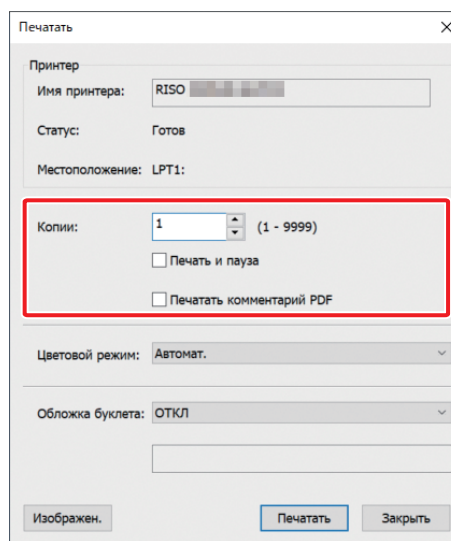 Печатать
Принтер
Имя принтера: RISO
Статус: Готов
Местоположение: LPT1:
Копии: 1 (1 - 9999)
Печать и пауза
Печатать комментарий PDF
Цветовой режим: Автомат.
Обложка буклета: ОТКЛ
Изображен. Печатать Закрыть